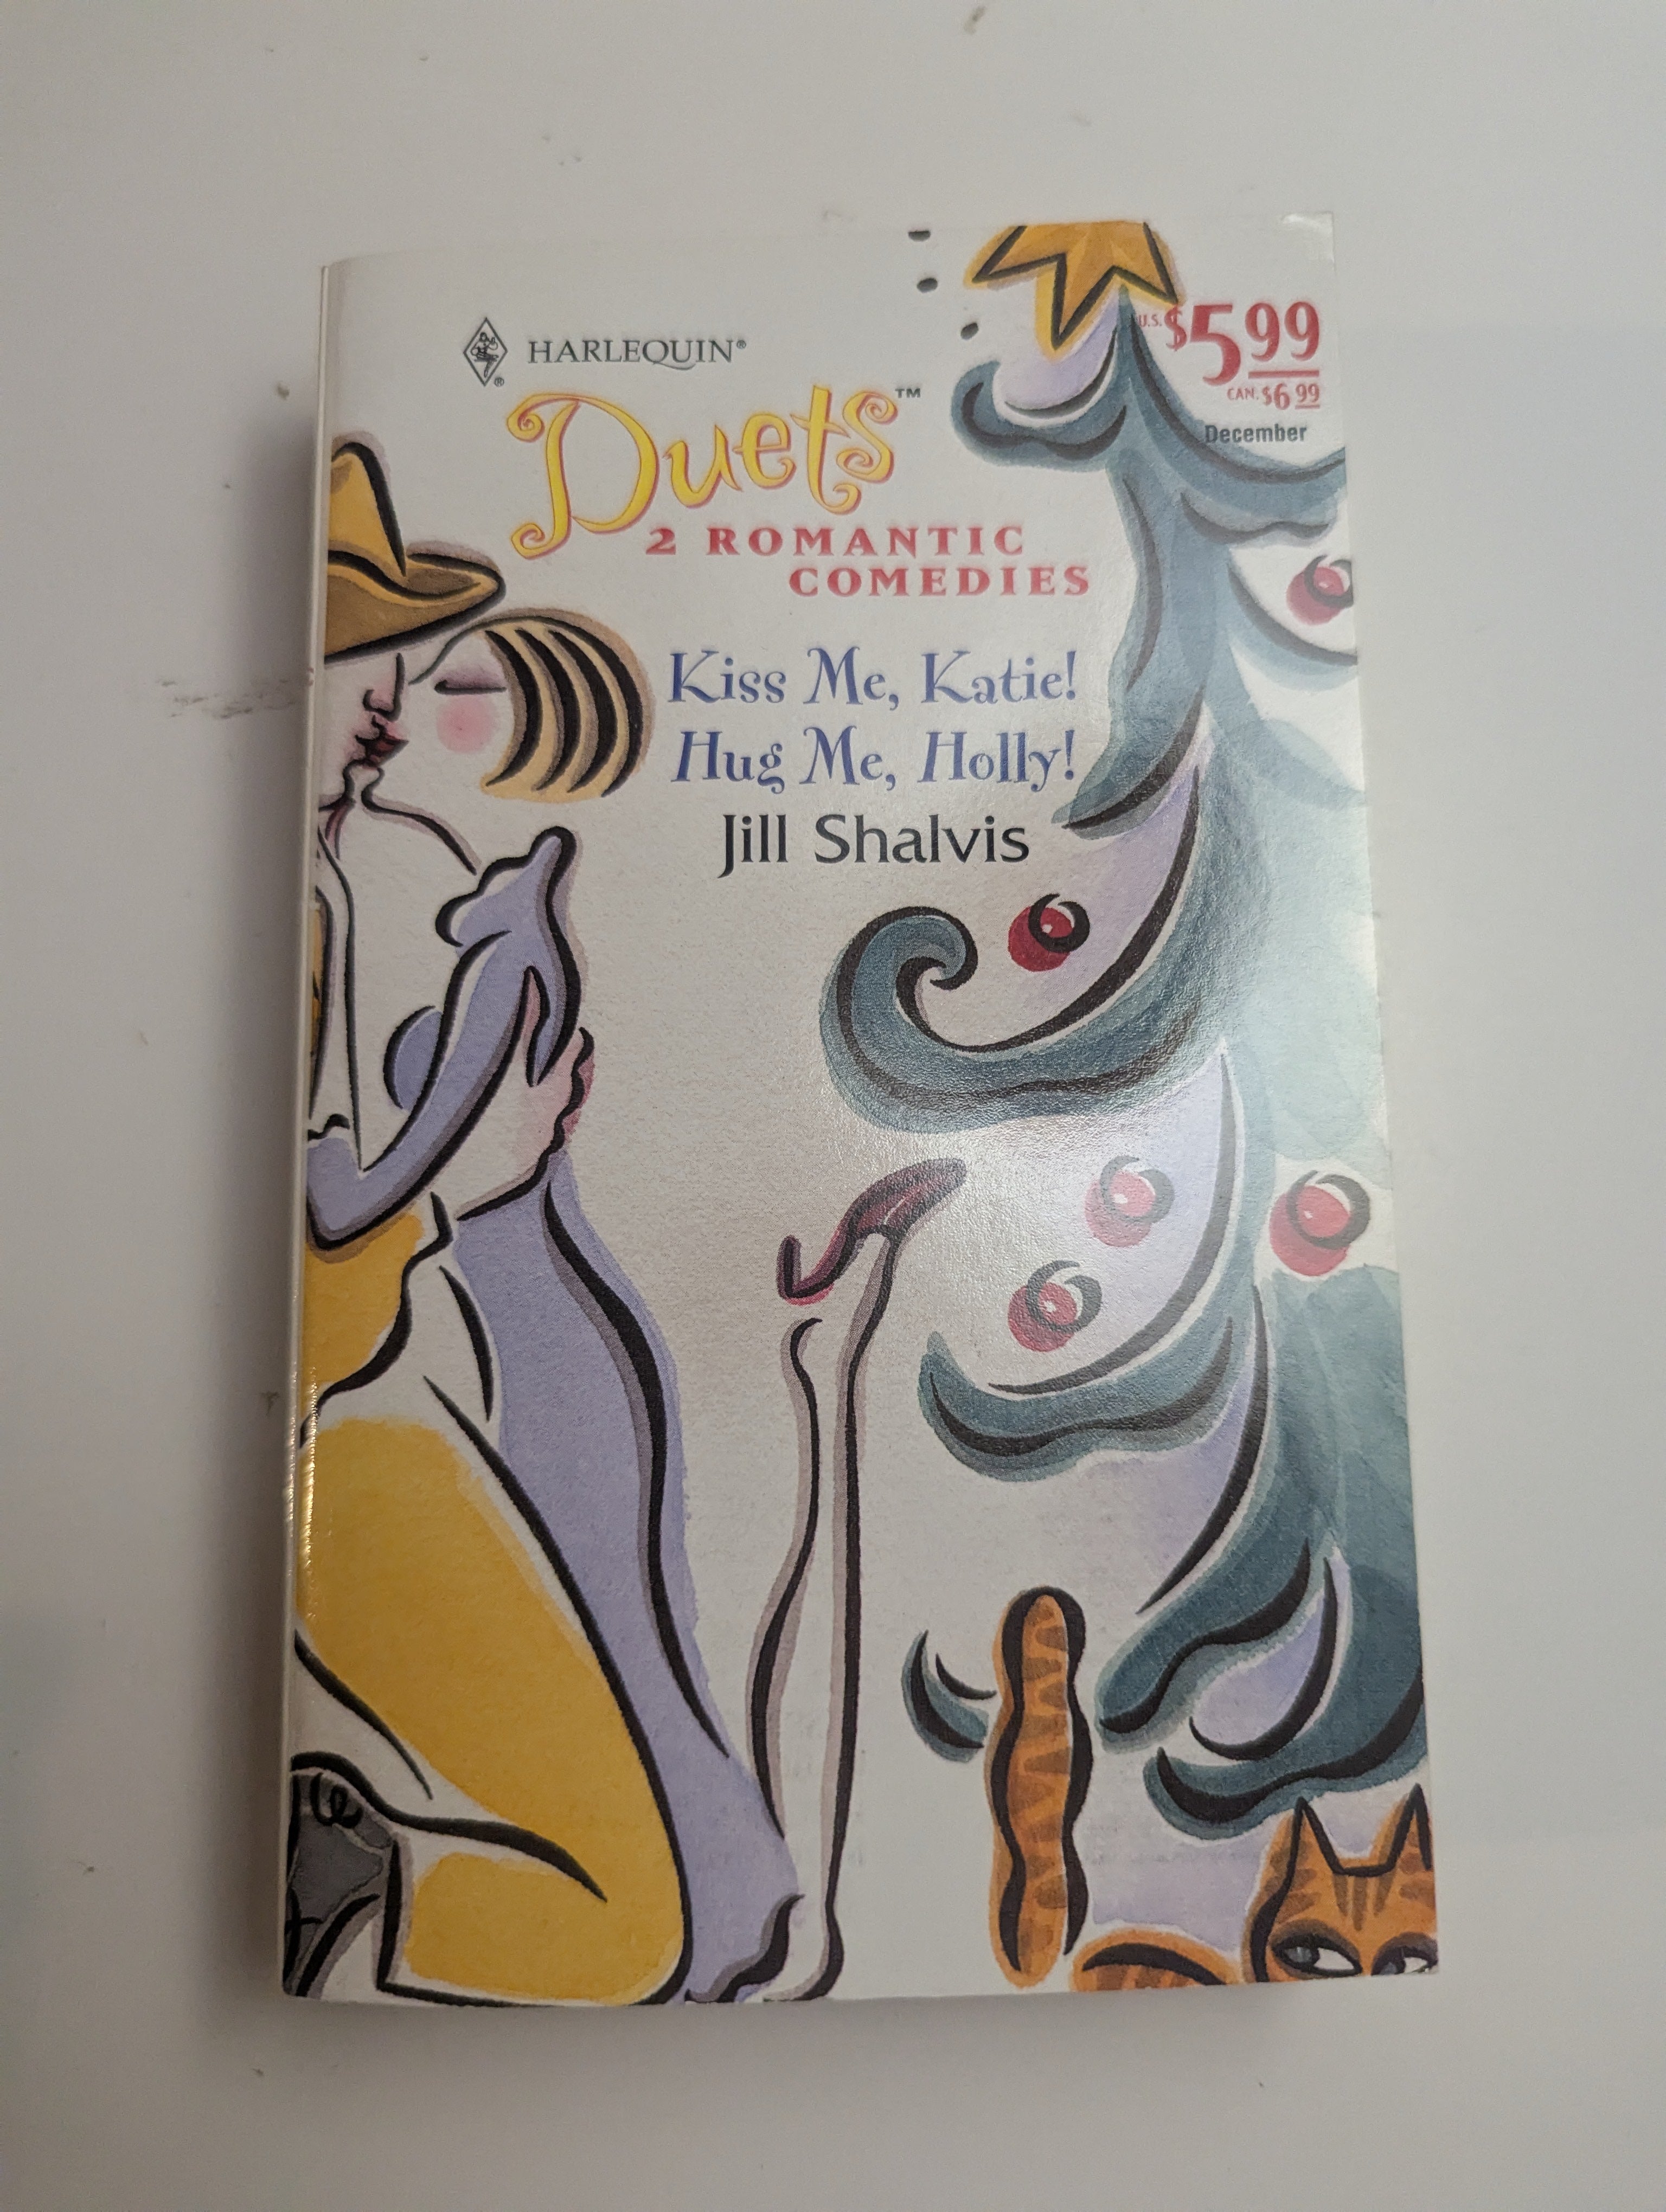 HARLEQUIN®
Duets™
2 ROMANTIC
COMEDIES
U.S. $5.99
CAN. $6.99
December
Kiss Me, Katie!
Hug Me, Holly!
Jill Shalvis